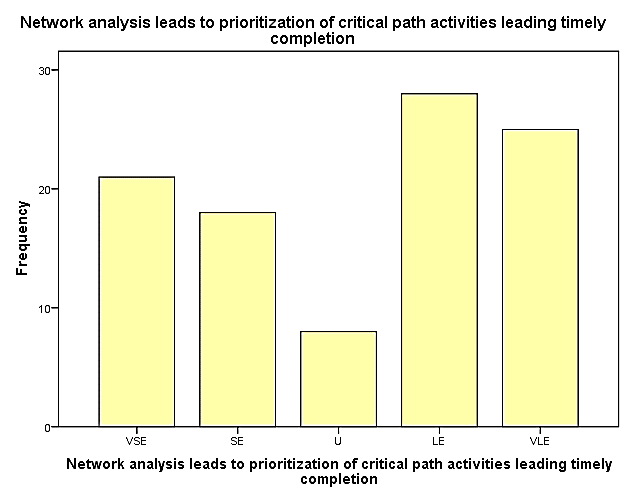 Network analysis leads to prioritization of critical path activities leading timely
completion
30
20
10
0
Frequency
VSE SE U LE VLE
Network analysis leads to prioritization of critical path activities leading timely
completion